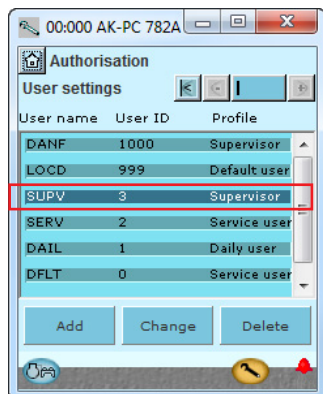 00:000 AK-PC 782A
Authorisation
User settings
User name User ID Profile
DANF 1000 Supervisor
LOCD 999 Default user
SUPV 3 Supervisor
SERV 2 Service user
DAIL 1 Daily user
DFLT 0 Service user
Add Change Delete